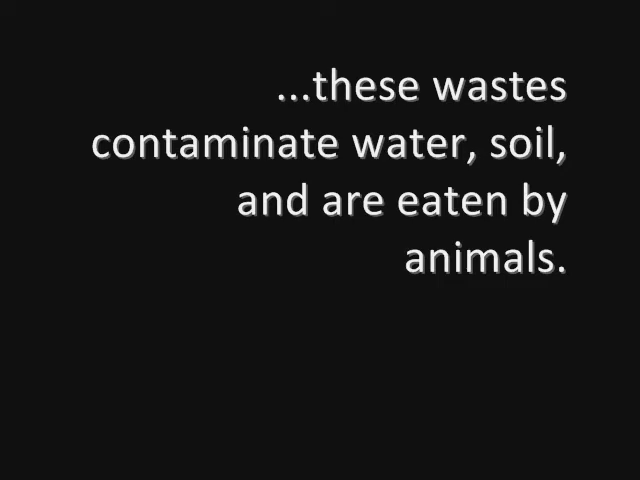 ...these wastes
contaminate water, soil,
and are eaten by
animals.